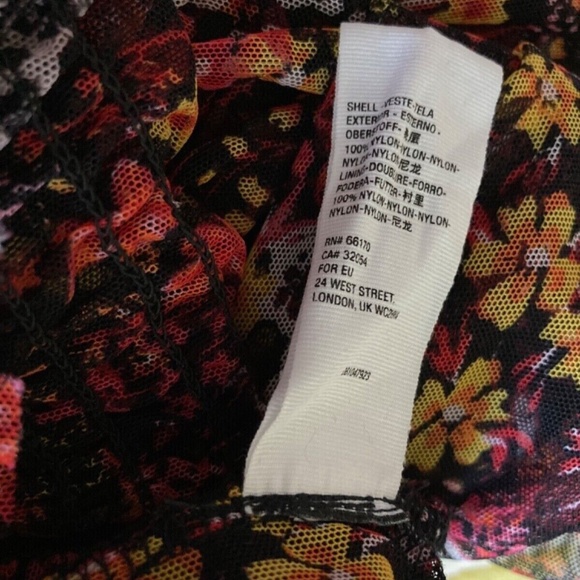 SHELL-VESTE-TELA
EXTERIOR - ESTERNO-
OBERSTOFF-
100% NYLON-NYLON-NYLON-
NYLON-NYLON-尼龙
LINING-DOUBLURE-FORRO-
FODERA-FUTTER-衬里
100% NYLON-NYLON-NYLON-
NYLON-NYLON-尼龙
RN# 66170
CA# 32054
FOR EU
24 WEST STREET
LONDON, UK WC2H